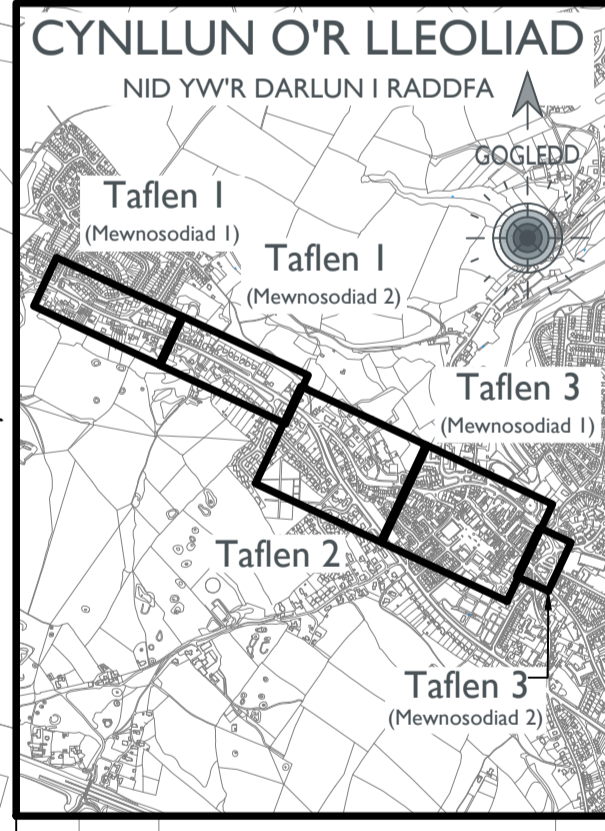 CYNLLUN O'R LLEOLIAD
NID YW'R DARLUN I RADDFA
GOGLEDD
Taflen 1
(Mewnosodiad 1)
Taflen 1
(Mewnosodiad 2)
Taflen 3
(Mewnosodiad 1)
Taflen 2
Taflen 3
(Mewnosodiad 2)